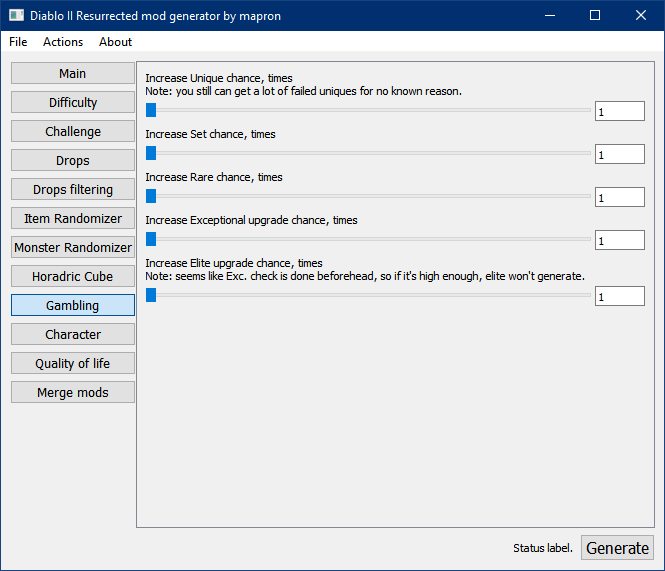 Diablo II Resurrected mod generator by mapron
File Actions About
Main
Difficulty
Challenge
Drops
Drops filtering
Item Randomizer
Monster Randomizer
Horadric Cube
Gambling
Character
Quality of life
Merge mods
Increase Unique chance, times
Note: you still can get a lot of failed uniques for no known reason.
1
Increase Set chance, times
1
Increase Rare chance, times
1
Increase Exceptional upgrade chance, times
1
Increase Elite upgrade chance, times
Note: seems like Exc. check is done beforehead, so if it's high enough, elite won't generate.
1
Status label. Generate